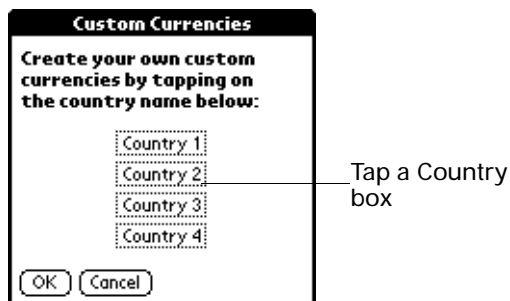 Custom Currencies
Create your own custom
currencies by tapping on
the country name below:
Country 1
Country 2
Country 3
Country 4
Tap a Country
box
OK Cancel